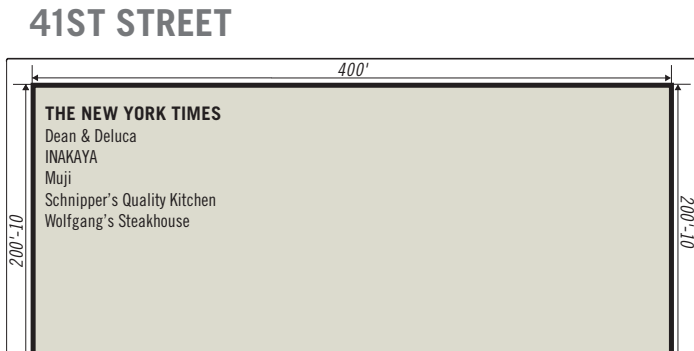 41ST STREET
400'
THE NEW YORK TIMES
Dean & Deluca
INAKAYA
Muji
Schnipper's Quality Kitchen
Wolfgang's Steakhouse
200'-10
200'-10